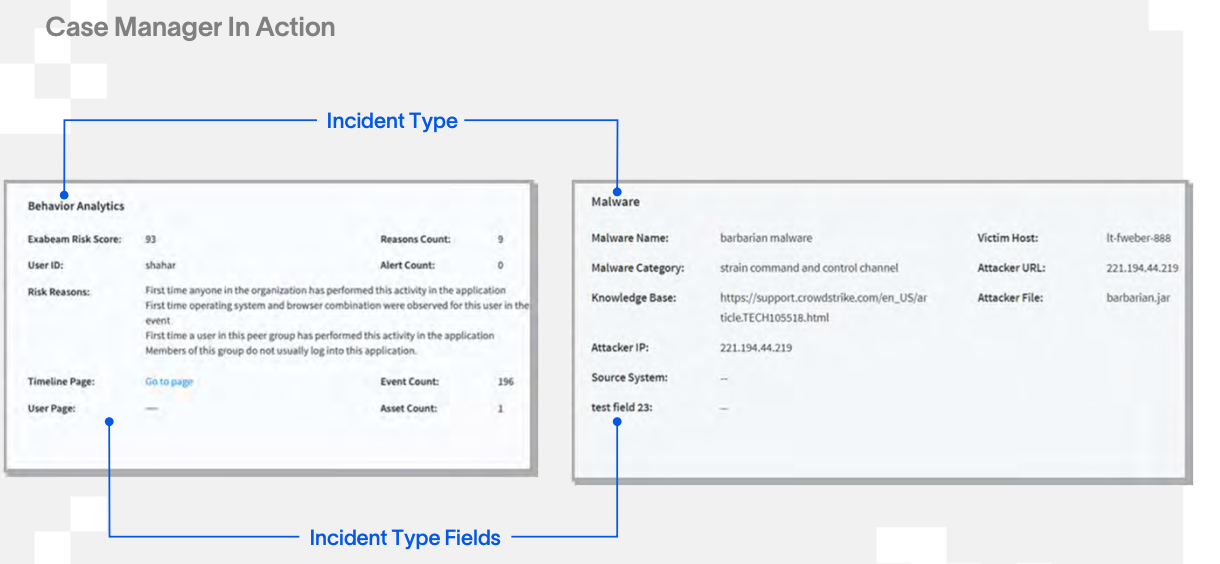 Case Manager In Action
Incident Type
Behavior Analytics
Exabeam Risk Score: 93 Reasons Count: 9
User ID: shahar Alert Count: 0
Risk Reasons: First time anyone in the organization has performed this activity in the application
First time operating system and browser combination were observed for this user in the
event
First time a user in this peer group has performed this activity in the application
Members of this group do not usually log into this application.
Timeline Page: Go to page Event Count: 196
User Page: — Asset Count: 1
Malware
Malware Name: barbarian malware Victim Host: lt-fweber-888
Malware Category: strain command and control channel Attacker URL: 221.194.44.219
Knowledge Base: https://support.crowdstrike.com/en_US/ar Attacker File: barbarian.jar
ticle.TECH105518.html
Attacker IP: 221.194.44.219
Source System: --
test field 23: --
Incident Type Fields